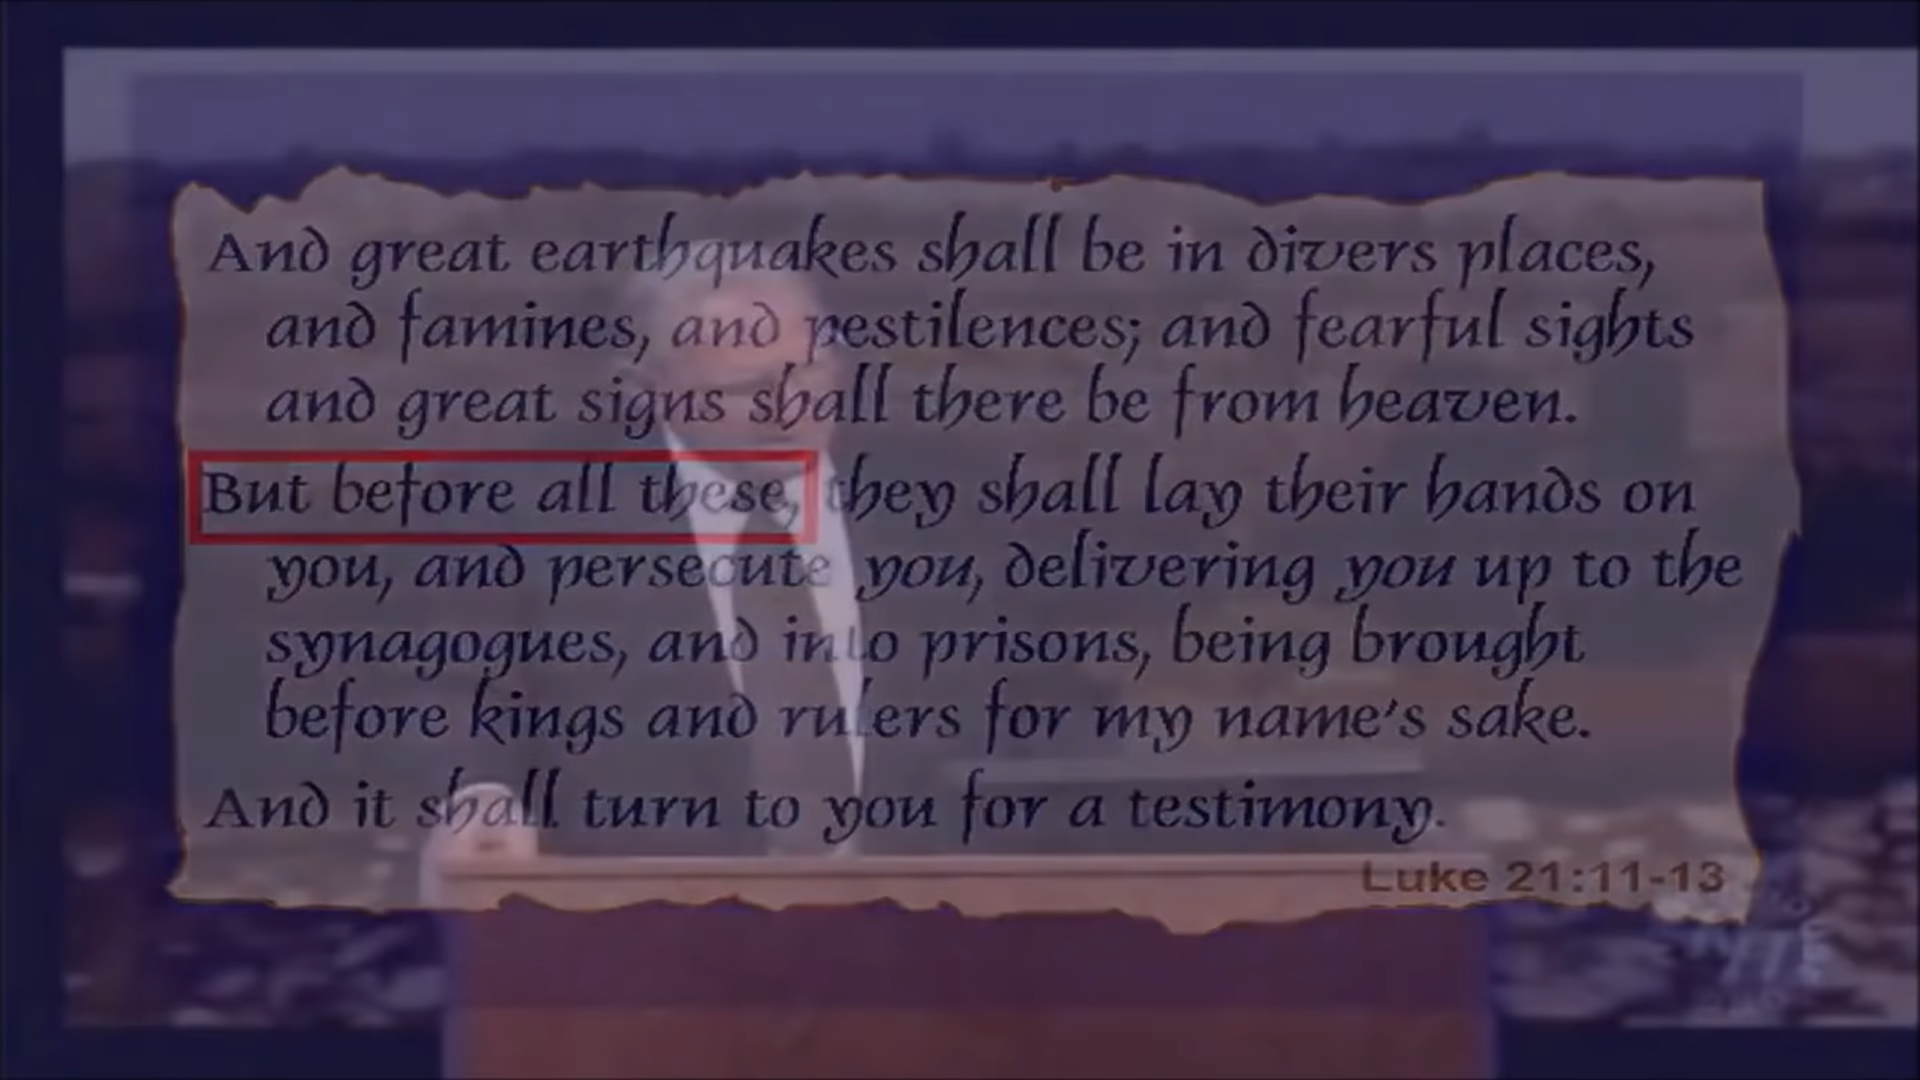 And great earthquakes shall be in divers places,
and famines, and pestilences; and fearful sights
and great signs shall there be from heaven.
But before all these, they shall lay their hands on
you, and persecute you, delivering you up to the
synagogues, and into prisons, being brought
before kings and rulers for my name's sake.
And it shall turn to you for a testimony.
Luke 21:11-13